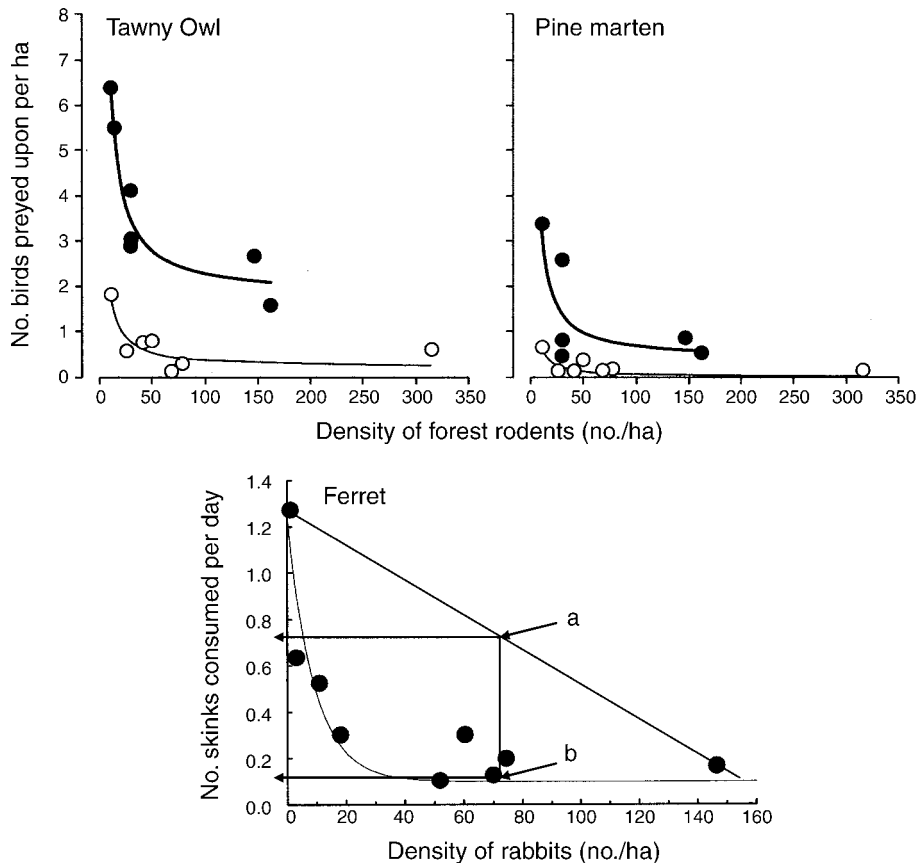 Tawny Owl
Pine marten
No. birds preyed upon per ha
8
7
6
5
4
3
2
1
0
0 50 100 150 200 250 300 350
0 50 100 150 200 250 300 350
Density of forest rodents (no./ha)
Ferret
No. skinks consumed per day
1.4
1.2
1.0
0.8
0.6
0.4
0.2
0.0
a
b
0 20 40 60 80 100 120 140 160
Density of rabbits (no./ha)